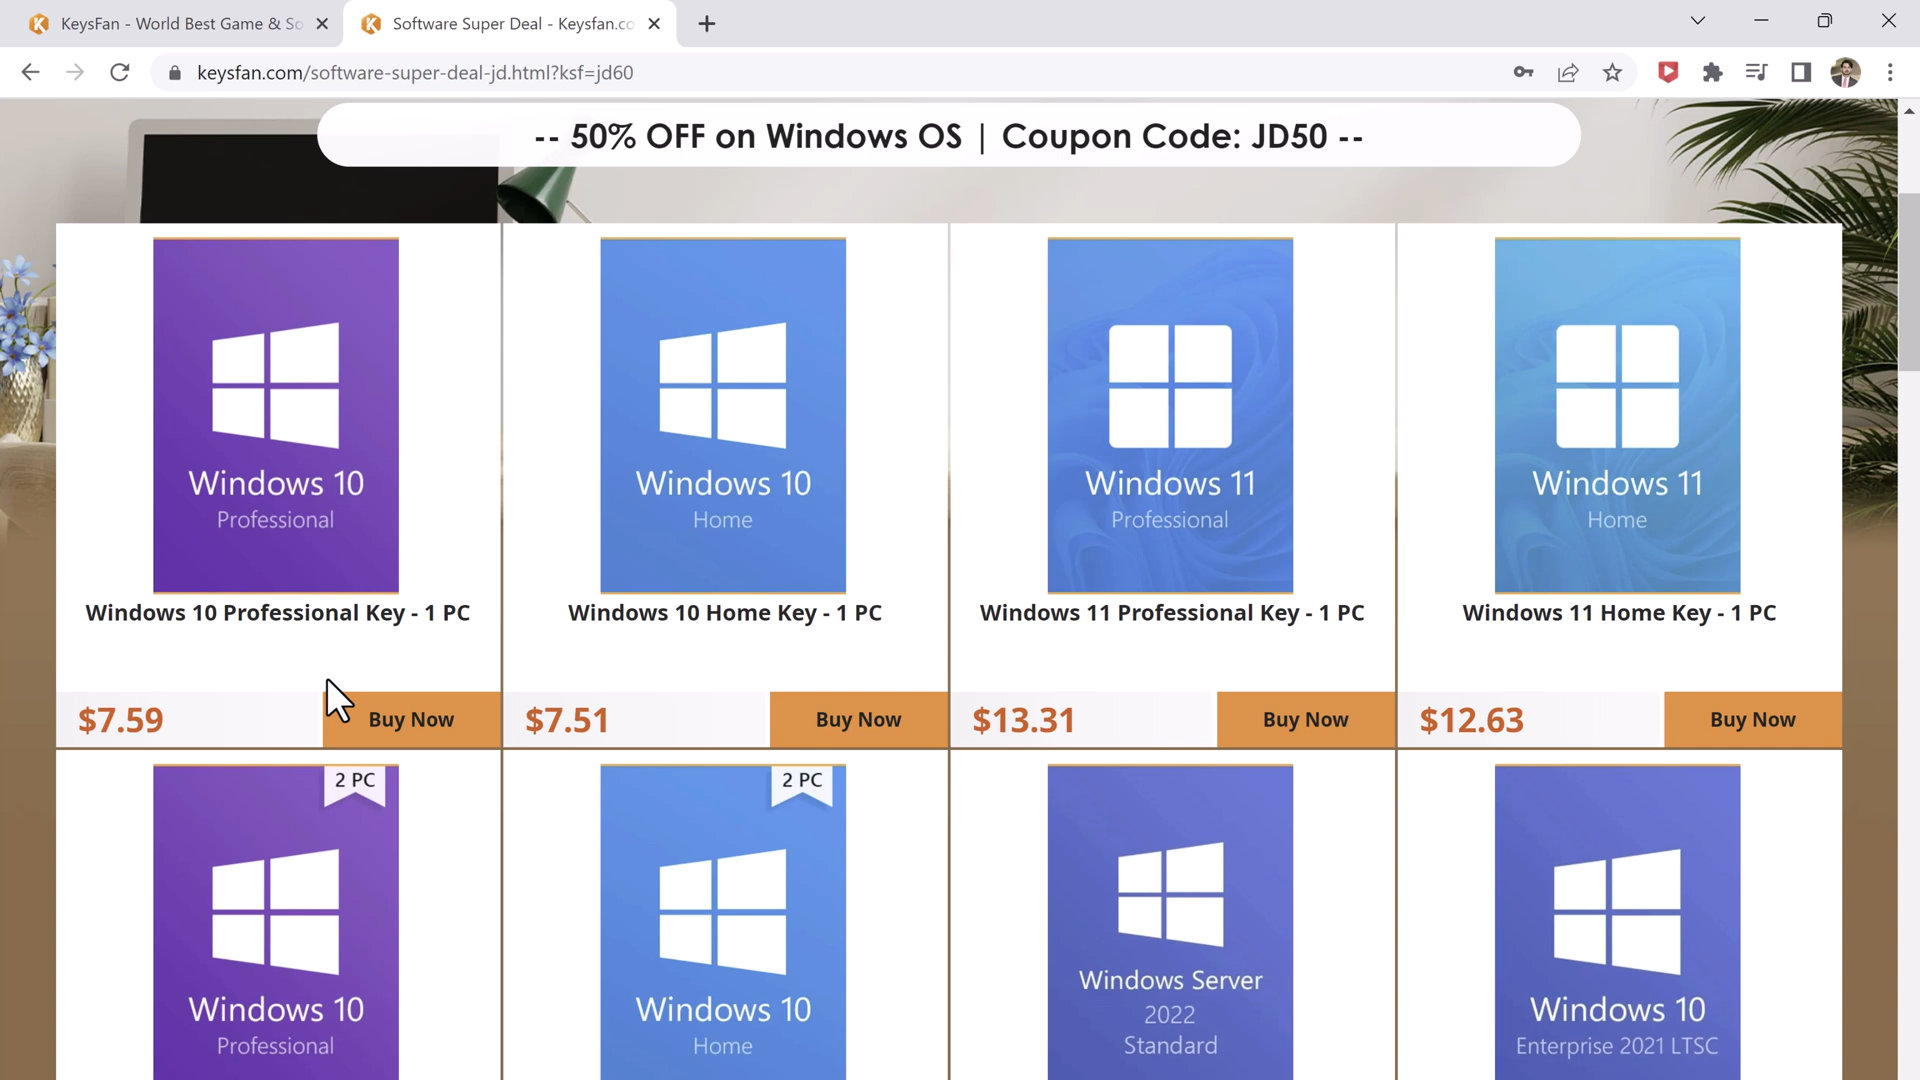 KeysFan - World Best Game & So
Software Super Deal - Keysfan.co
keysfan.com/software-super-deal-jd.html?ksf=jd60
-- 50% OFF on Windows OS | Coupon Code: JD50 --
Windows 10
Professional
Windows 10
Home
Windows 11
Professional
Windows 11
Home
Windows 10 Professional Key - 1 PC
Windows 10 Home Key - 1 PC
Windows 11 Professional Key - 1 PC
Windows 11 Home Key - 1 PC
$7.59
Buy Now
$7.51
Buy Now
$13.31
Buy Now
$12.63
Buy Now
2 PC
Windows 10
Professional
2 PC
Windows 10
Home
Windows Server
2022
Standard
Windows 10
Enterprise 2021 LTSC